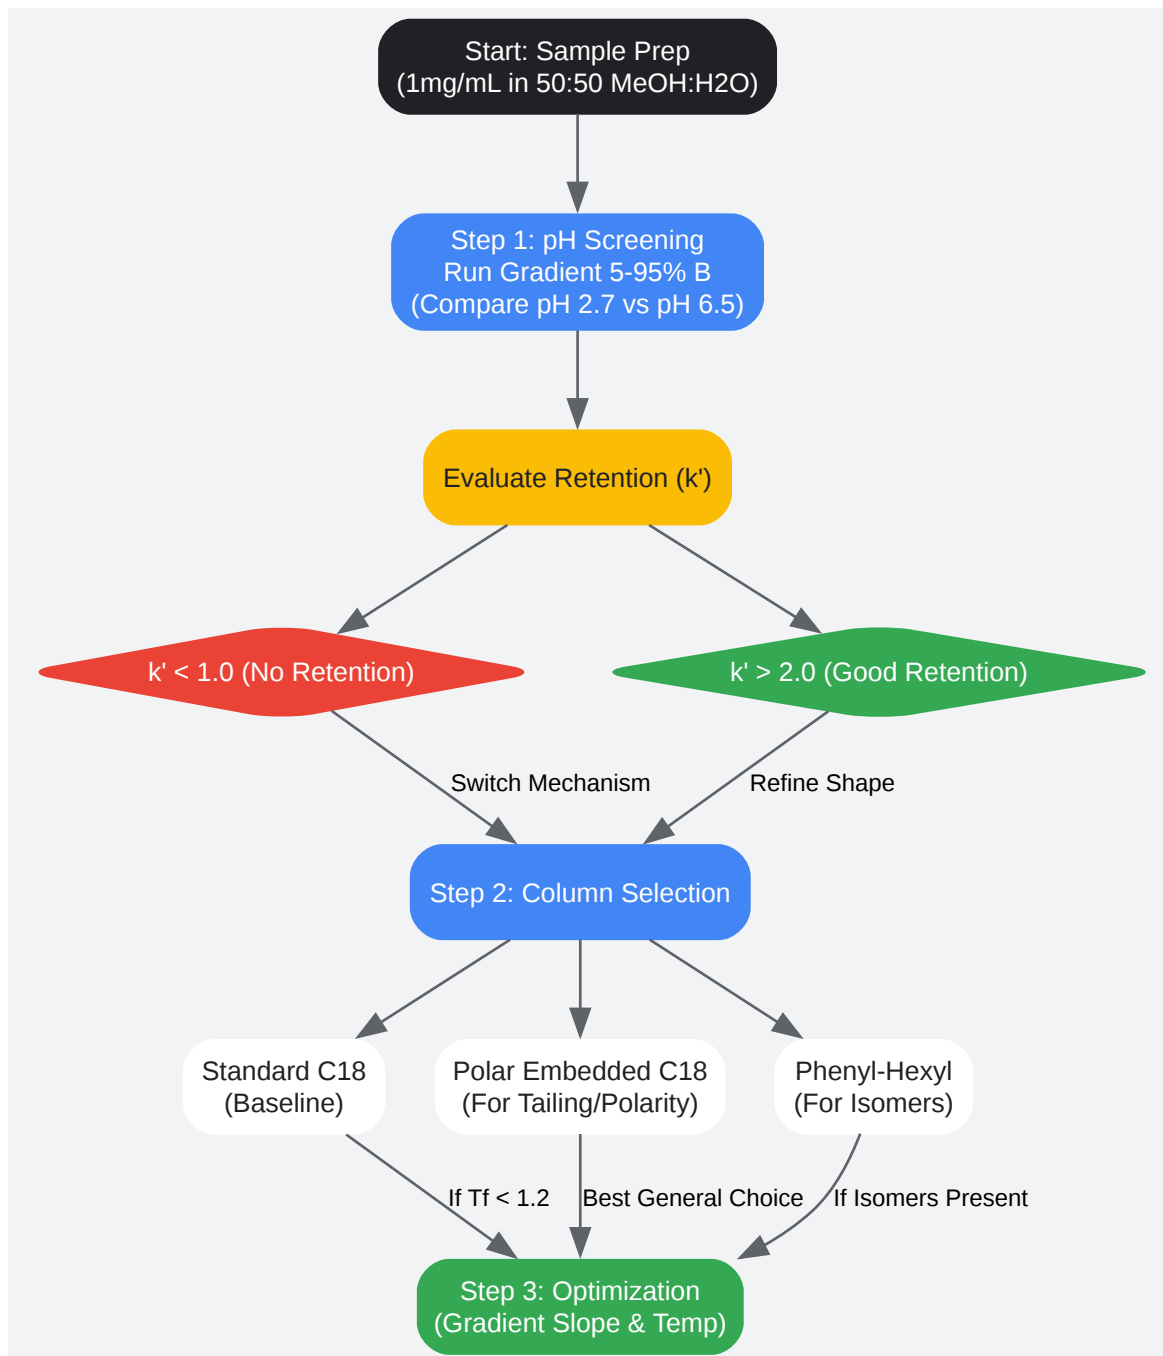 Start: Sample Prep
(1mg/mL in 50:50 MeOH:H2O)
Step 1: pH Screening
Run Gradient 5-95% B
(Compare pH 2.7 vs pH 6.5)
Evaluate Retention (k')
k' < 1.0 (No Retention)
k' > 2.0 (Good Retention)
Switch Mechanism
Refine Shape
Step 2: Column Selection
Standard C18
(Baseline)
Polar Embedded C18
(For Tailing/Polarity)
Phenyl-Hexyl
(For Isomers)
If Tf < 1.2
Best General Choice
If Isomers Present
Step 3: Optimization
(Gradient Slope & Temp)